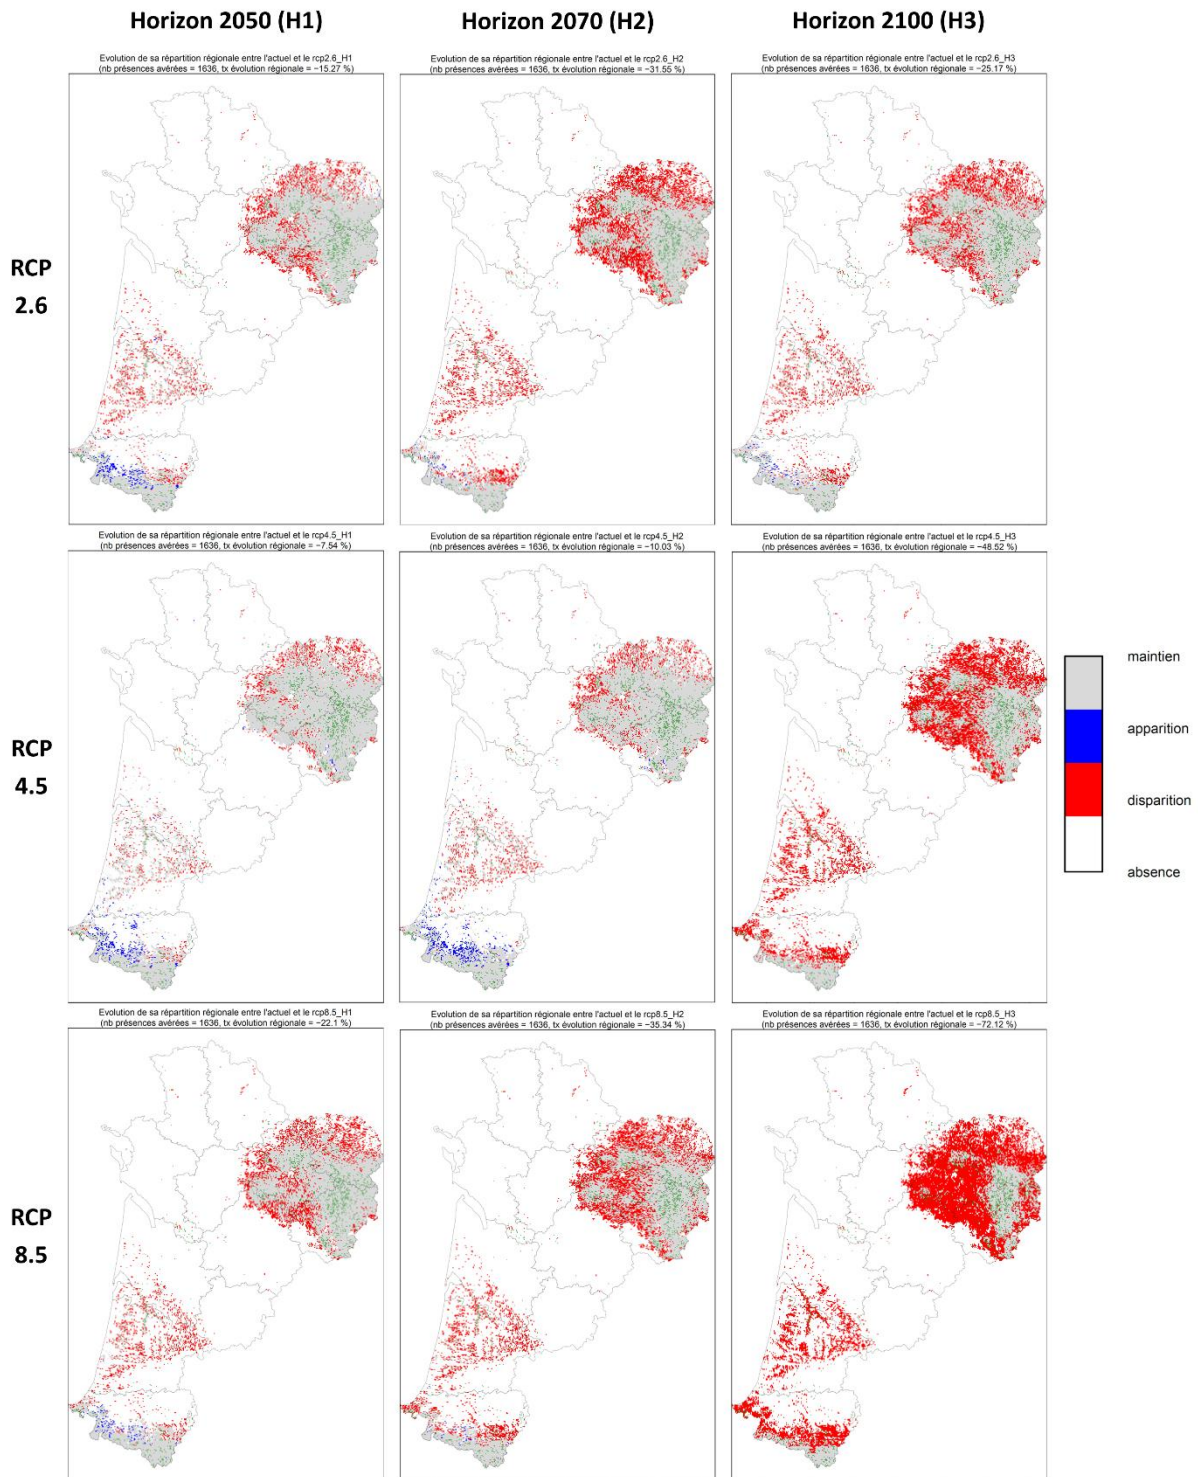 Horizon 2050 (H1)
Horizon 2070 (H2)
Horizon 2100 (H3)
Evolution de sa répartition régionale entre l'actuel et le rcp2.6_H1
(nb présences avérées = 1636, tx évolution régionale = −15.27 %)
Evolution de sa répartition régionale entre l'actuel et le rcp2.6_H2
(nb présences avérées = 1636, tx évolution régionale = −31.55 %)
Evolution de sa répartition régionale entre l'actuel et le rcp2.6_H3
(nb présences avérées = 1636, tx évolution régionale = −25.17 %)
RCP
2.6
Evolution de sa répartition régionale entre l'actuel et le rcp4.5_H1
(nb présences avérées = 1636, tx évolution régionale = −7.54 %)
Evolution de sa répartition régionale entre l'actuel et le rcp4.5_H2
(nb présences avérées = 1636, tx évolution régionale = −10.03 %)
Evolution de sa répartition régionale entre l'actuel et le rcp4.5_H3
(nb présences avérées = 1636, tx évolution régionale = −48.52 %)
RCP
4.5
maintien
apparition
disparition
absence
Evolution de sa répartition régionale entre l'actuel et le rcp8.5_H1
(nb présences avérées = 1636, tx évolution régionale = −22.1 %)
Evolution de sa répartition régionale entre l'actuel et le rcp8.5_H2
(nb présences avérées = 1636, tx évolution régionale = −35.34 %)
Evolution de sa répartition régionale entre l'actuel et le rcp8.5_H3
(nb présences avérées = 1636, tx évolution régionale = −72.12 %)
RCP
8.5